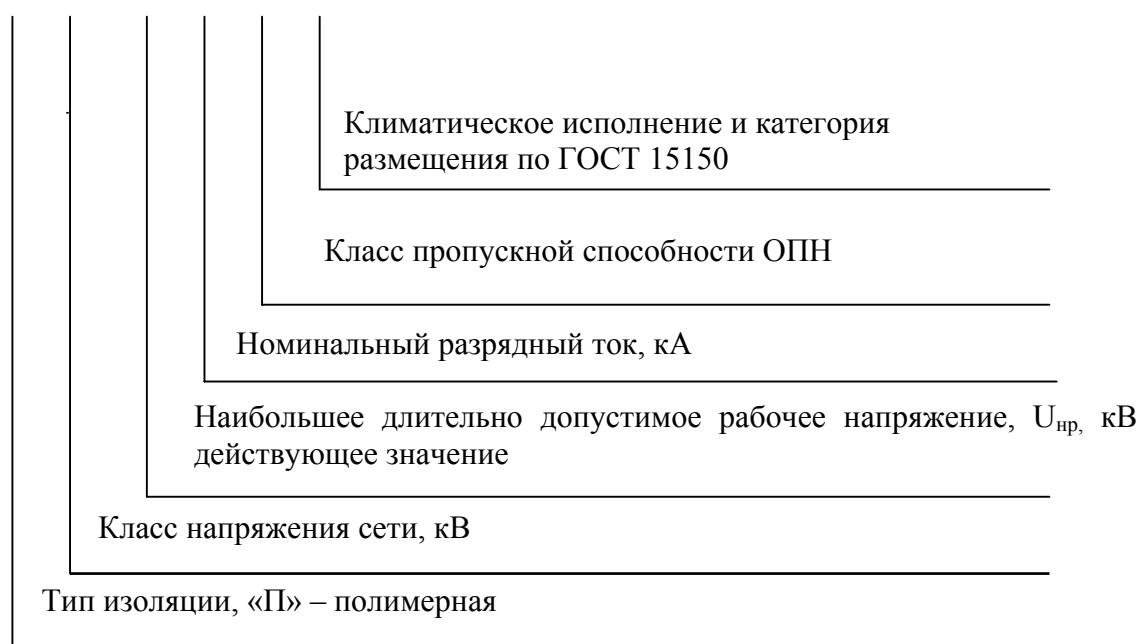 Климатическое исполнение и категория
размещения по ГОСТ 15150
Класс пропускной способности ОПН
Номинальный разрядный ток, кА
Наибольшее длительно допустимое рабочее напряжение, Uнр, кВ
действующее значение
Класс напряжения сети, кВ
Тип изоляции, «П» – полимерная